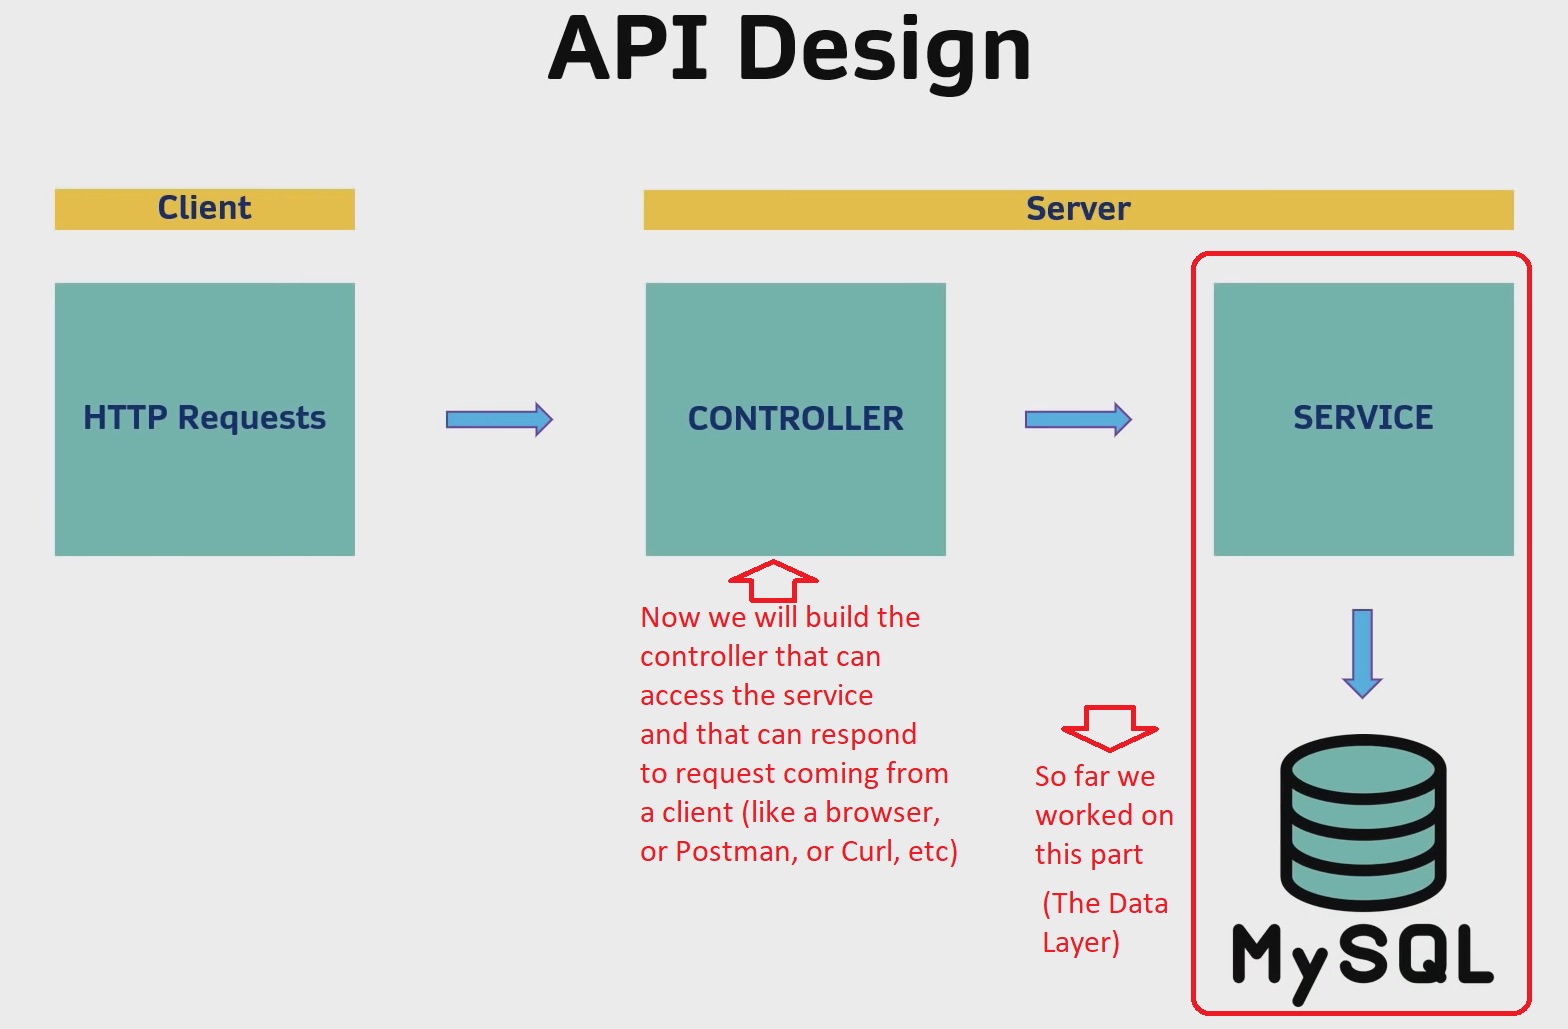 API Design
Client
Server
HTTP Requests
CONTROLLER
SERVICE
Now we will build the
controller that can
access the service
and that can respond
to request coming from
a client (like a browser,
or Postman, or Curl, etc)
So far we
worked on
this part
(The Data
Layer)
MySQL